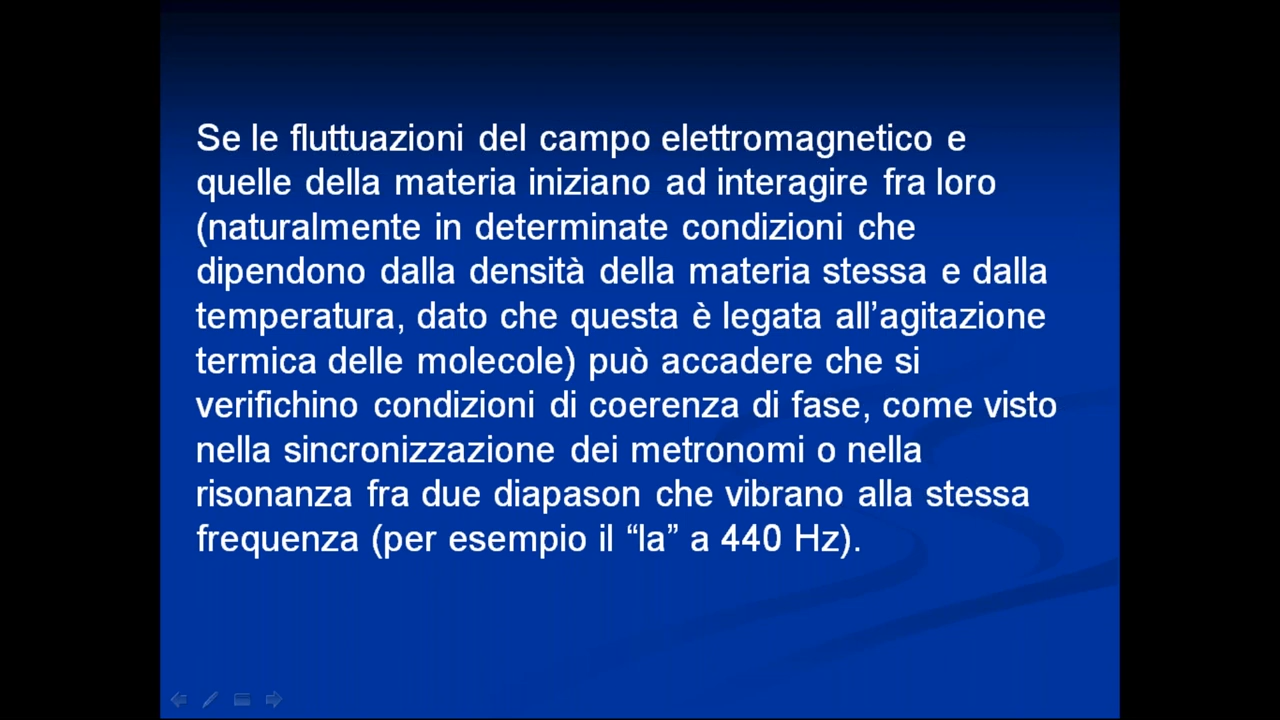 Se le fluttuazioni del campo elettromagnetico e
quelle della materia iniziano ad interagire fra loro
(naturalmente in determinate condizioni che
dipendono dalla densità della materia stessa e dalla
temperatura, dato che questa è legata all’agitazione
termica delle molecole) può accadere che si
verifichino condizioni di coerenza di fase, come visto
nella sincronizzazione dei metronomi o nella
risonanza fra due diapason che vibrano alla stessa
frequenza (per esempio il “la” a 440 Hz).